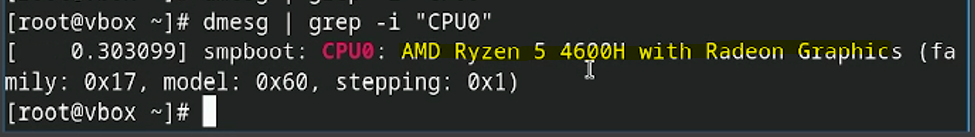 [root@vbox ~]# dmesg | grep -i "CPU0"
[    0.303099] smpboot: CPU0: AMD Ryzen 5 4600H with Radeon Graphics (fa
mily: 0x17, model: 0x60, stepping: 0x1)
[root@vbox ~]#